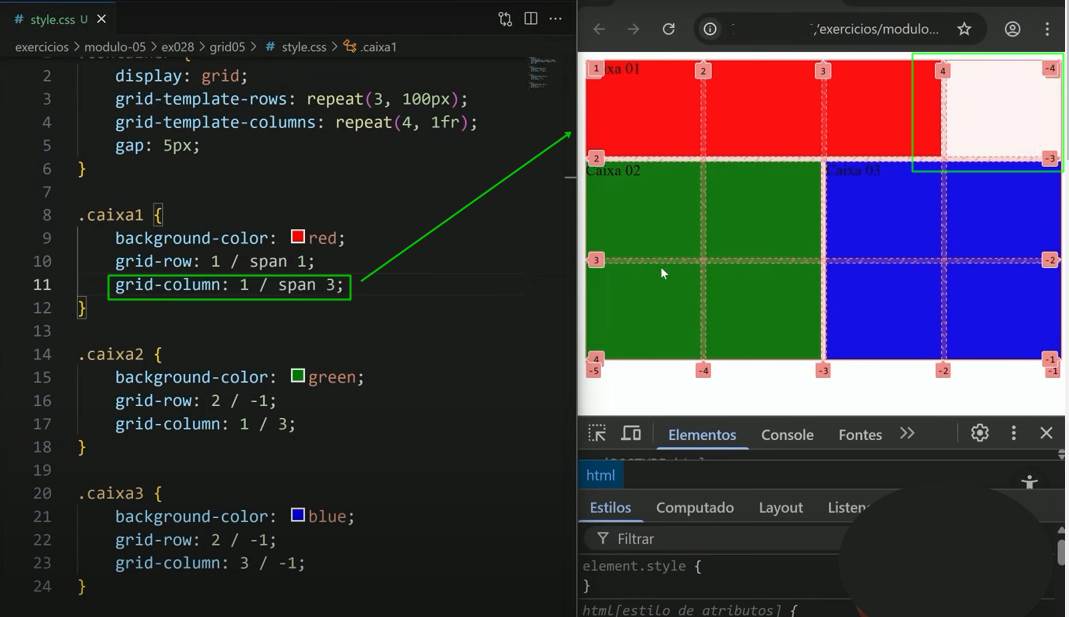 # style.css U ×
exercicios > modulo-05 > ex028 > grid05 > # style.css > .caixa1
2 display: grid;
3 grid-template-rows: repeat(3, 100px);
4 grid-template-columns: repeat(4, 1fr);
5 gap: 5px;
6 }
7
8 .caixa1 {
9 background-color: red;
10 grid-row: 1 / span 1;
11 grid-column: 1 / span 3;
12 }
13
14 .caixa2 {
15 background-color: green;
16 grid-row: 2 / -1;
17 grid-column: 1 / 3;
18 }
19
20 .caixa3 {
21 background-color: blue;
22 grid-row: 2 / -1;
23 grid-column: 3 / -1;
24 }
/exercicios/modulo...
1 2 3 4 -4
01
2 -3
Caixa 02 Caixa 03
3 -2
4 -1
-5 -4 -3 -2 -1
Elementos Console Fontes
html
Estilos Computado Layout
Filtrar
element.style {
}
html[estilo de atributos] {